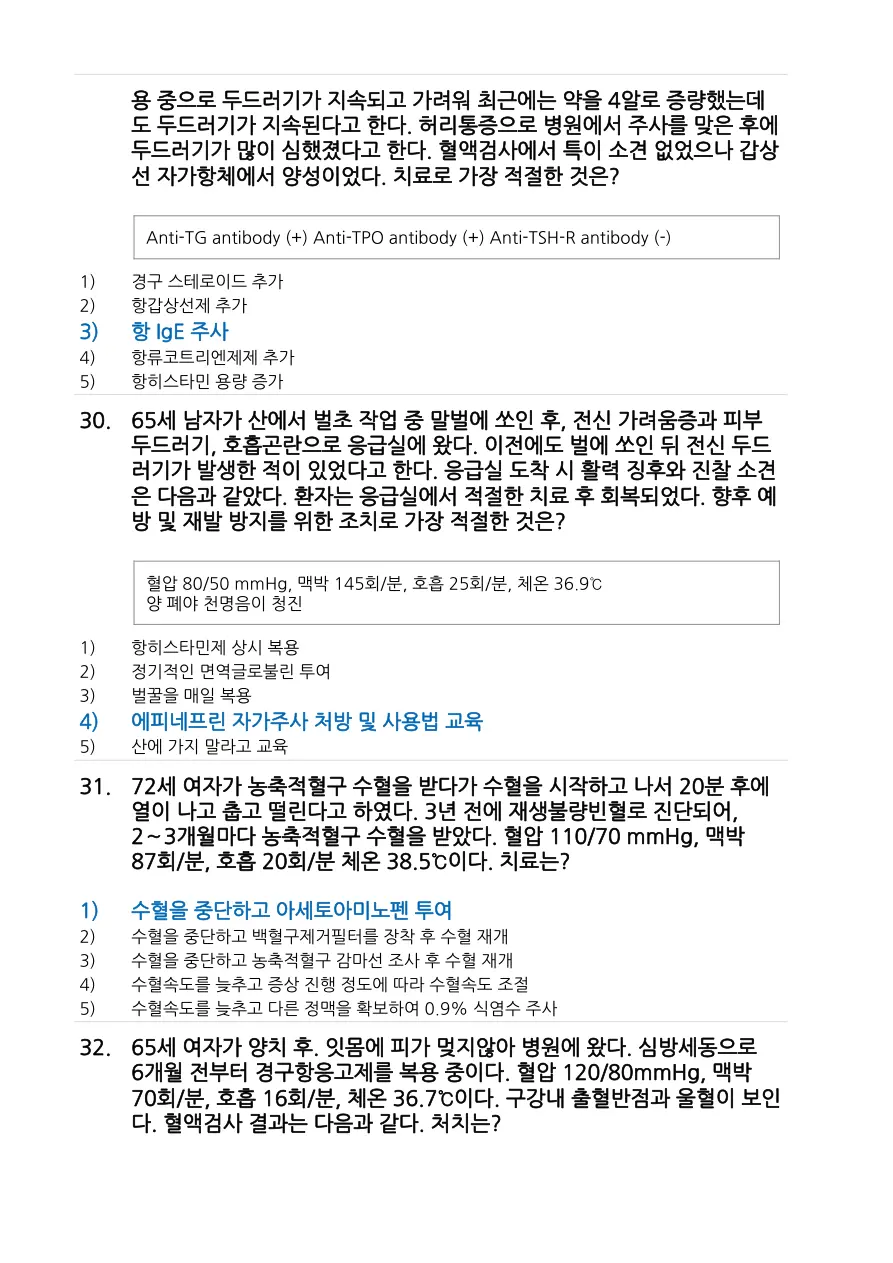 용 중으로 두드러기가 지속되고 가려워 최근에는 약을 4알로 증량했는데
도 두드러기가 지속된다고 한다. 허리통증으로 병원에서 주사를 맞은 후에
두드러기가 많이 심했졌다고 한다. 혈액검사에서 특이 소견 없었으나 갑상
선 자가항체에서 양성이었다. 치료로 가장 적절한 것은?
Anti-TG antibody (+) Anti-TPO antibody (+) Anti-TSH-R antibody (-)
1) 경구 스테로이드 추가
2) 항갑상선제 추가
3) 항 IgE 주사
4) 항류코트리엔제제 추가
5) 항히스타민 용량 증가
30. 65세 남자가 산에서 벌초 작업 중 말벌에 쏘인 후, 전신 가려움증과 피부
두드러기, 호흡곤란으로 응급실에 왔다. 이전에도 벌에 쏘인 뒤 전신 두드
러기가 발생한 적이 있었다고 한다. 응급실 도착 시 활력 징후와 진찰 소견
은 다음과 같았다. 환자는 응급실에서 적절한 치료 후 회복되었다. 향후 예
방 및 재발 방지를 위한 조치로 가장 적절한 것은?
혈압 80/50 mmHg, 맥박 145회/분, 호흡 25회/분, 체온 36.9℃
양 폐야 천명음이 청진
1) 항히스타민제 상시 복용
2) 정기적인 면역글로불린 투여
3) 벌꿀을 매일 복용
4) 에피네프린 자가주사 처방 및 사용법 교육
5) 산에 가지 말라고 교육
31. 72세 여자가 농축적혈구 수혈을 받다가 수혈을 시작하고 나서 20분 후에
열이 나고 춥고 떨린다고 하였다. 3년 전에 재생불량빈혈로 진단되어,
2~3개월마다 농축적혈구 수혈을 받았다. 혈압 110/70 mmHg, 맥박
87회/분, 호흡 20회/분 체온 38.5℃이다. 치료는?
1) 수혈을 중단하고 아세토아미노펜 투여
2) 수혈을 중단하고 백혈구제거필터를 장착 후 수혈 재개
3) 수혈을 중단하고 농축적혈구 감마선 조사 후 수혈 재개
4) 수혈속도를 늦추고 증상 진행 정도에 따라 수혈속도 조절
5) 수혈속도를 늦추고 다른 정맥을 확보하여 0.9% 식염수 주사
32. 65세 여자가 양치 후. 잇몸에 피가 멎지않아 병원에 왔다. 심방세동으로
6개월 전부터 경구항응고제를 복용 중이다. 혈압 120/80mmHg, 맥박
70회/분, 호흡 16회/분, 체온 36.7℃이다. 구강내 출혈반점과 울혈이 보인
다. 혈액검사 결과는 다음과 같다. 처치는?